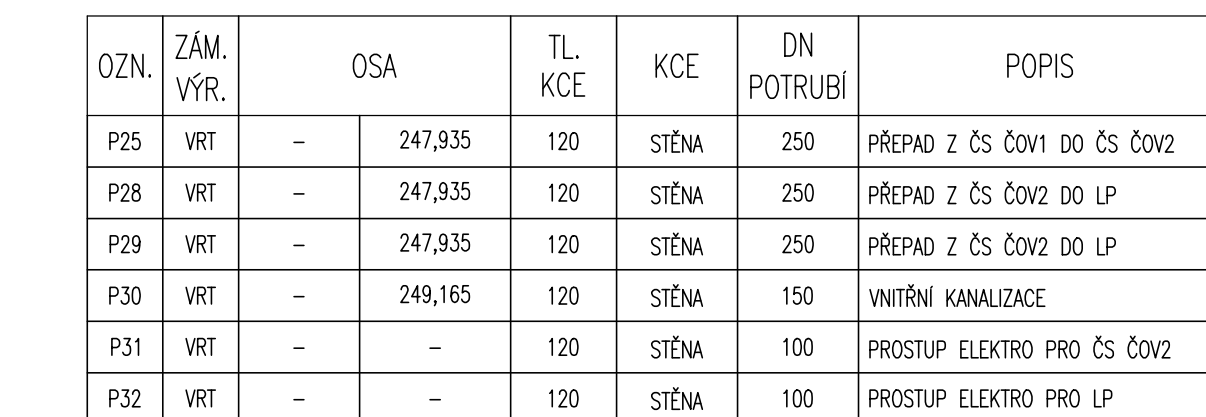 OZN. ZÁM. VÝR. OSA TL. KCE KCE DN POTRUBÍ POPIS
P25 VRT – 247,935 120 STĚNA 250 PŘEPAD Z ČS ČOV1 DO ČS ČOV2
P28 VRT – 247,935 120 STĚNA 250 PŘEPAD Z ČS ČOV2 DO LP
P29 VRT – 247,935 120 STĚNA 250 PŘEPAD Z ČS ČOV2 DO LP
P30 VRT – 249,165 120 STĚNA 150 VNITŘNÍ KANALIZACE
P31 VRT – – 120 STĚNA 100 PROSTUP ELEKTRO PRO ČS ČOV2
P32 VRT – – 120 STĚNA 100 PROSTUP ELEKTRO PRO LP